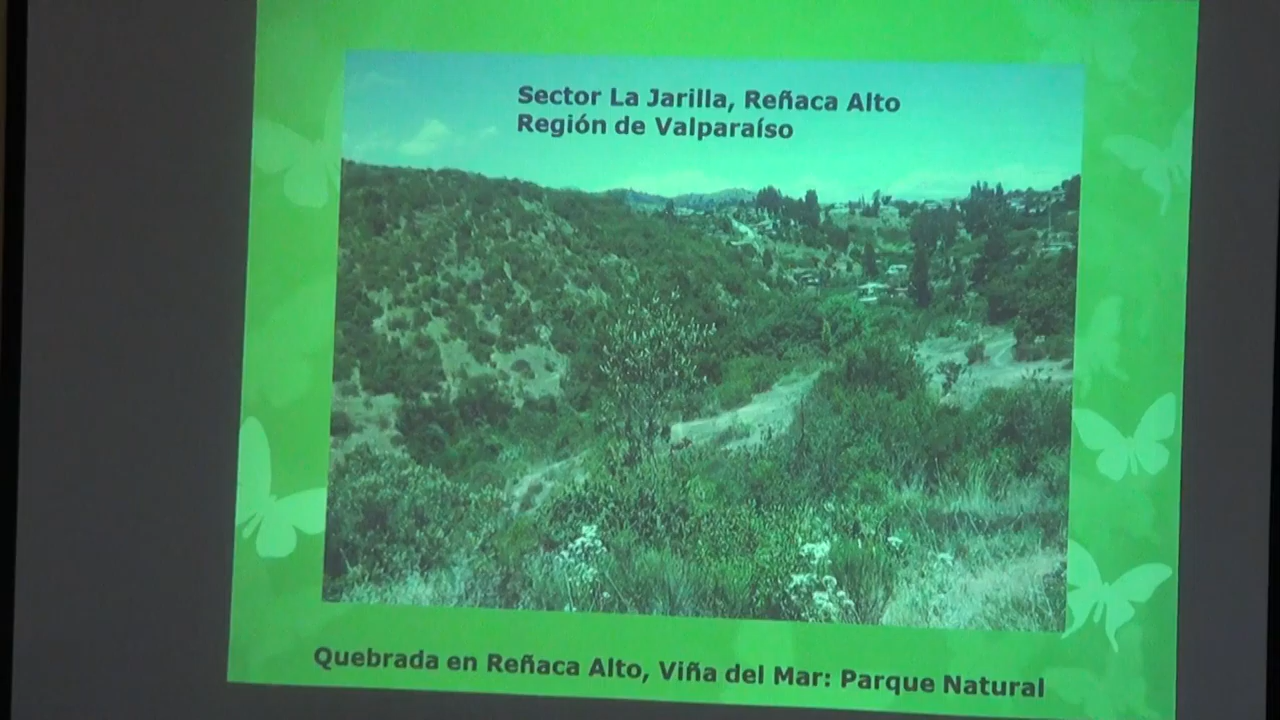 Sector La Jarilla, Reñaca Alto
Región de Valparaíso
Quebrada en Reñaca Alto, Viña del Mar: Parque Natural